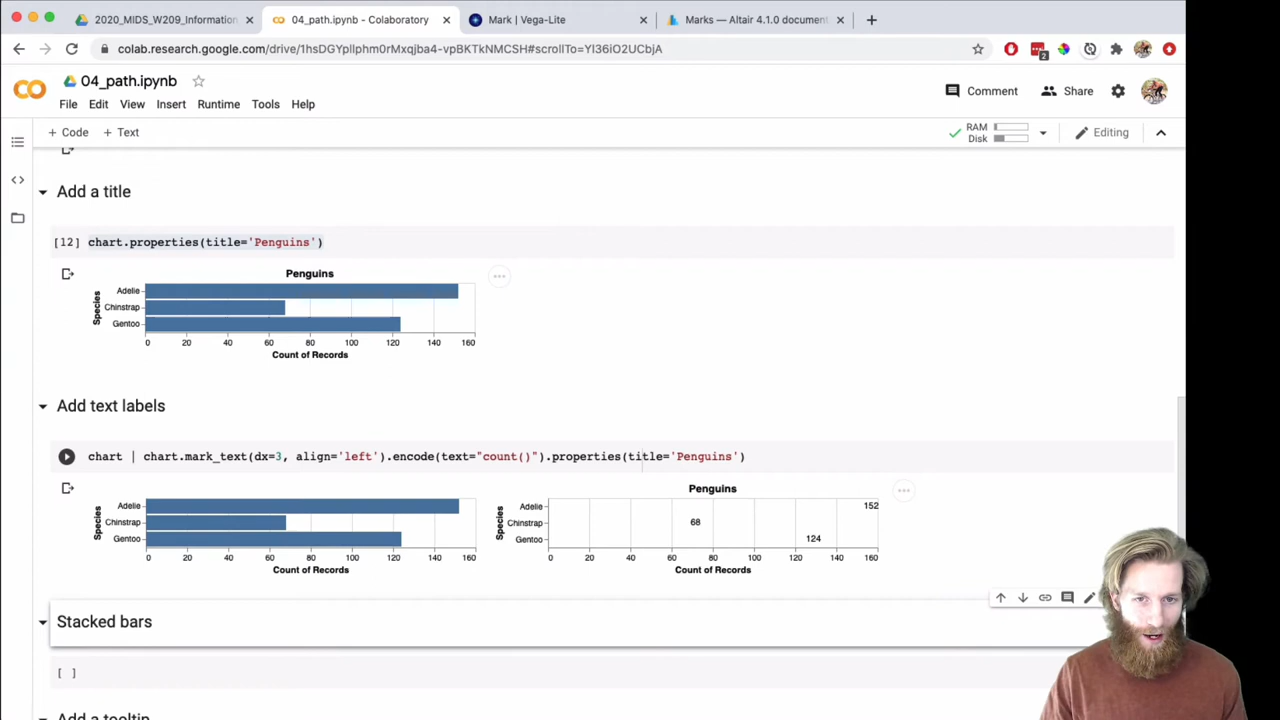 2020_MIDS_W209_Information
04_path.ipynb - Colaboratory
Mark | Vega-Lite
Marks — Altair 4.1.0 document
colab.research.google.com/drive/1hsDGYpllphm0rMxqjba4-vpBKTkNMCSH#scrollTo=YI36iO2UCbjA
2
04_path.ipynb
File Edit View Insert Runtime Tools Help
Comment
Share
+ Code + Text
RAM
Disk
Editing
Add a title
[12] chart.properties(title='Penguins')
Penguins
Species
Adelie
Chinstrap
Gentoo
0 20 40 60 80 100 120 140 160
Count of Records
Add text labels
chart | chart.mark_text(dx=3, align='left').encode(text="count()").properties(title='Penguins')
Species
Adelie
Chinstrap
Gentoo
0 20 40 60 80 100 120 140 160
Count of Records
Penguins
Species
Adelie 152
Chinstrap 68
Gentoo 124
0 20 40 60 80 100 120 140 160
Count of Records
Stacked bars
[ ]
Add a tooltip